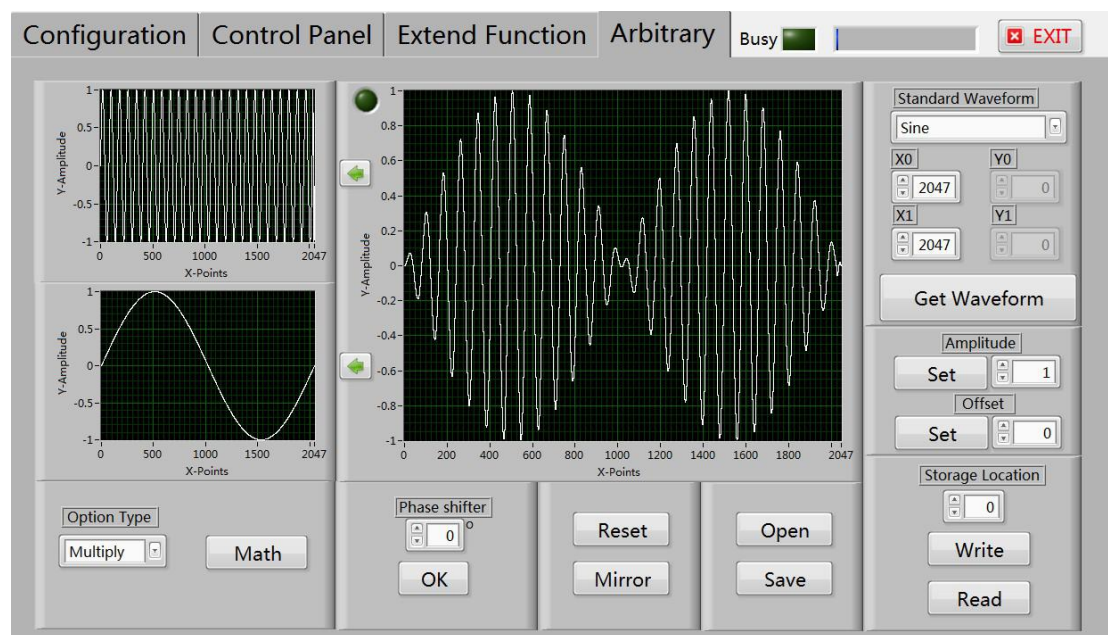 Configuration
Control Panel
Extend Function
Arbitrary
Busy
EXIT
1
0.5
0
-0.5
-1
Y-Amplitude
0 500 1000 1500 2047
X-Points
1
0.5
0
-0.5
-1
Y-Amplitude
0 500 1000 1500 2047
X-Points
1
0.8
0.6
0.4
0.2
0
-0.2
-0.4
-0.6
-0.8
-1
Y-Amplitude
0 200 400 600 800 1000 1200 1400 1600 1800 2047
X-Points
Standard Waveform
Sine
X0 Y0
2047 0
X1 Y1
2047 0
Get Waveform
Amplitude
Set 1
Offset
Set 0
Option Type
Multiply
Math
Phase shifter
0 °
OK
Reset
Mirror
Open
Save
Storage Location
0
Write
Read